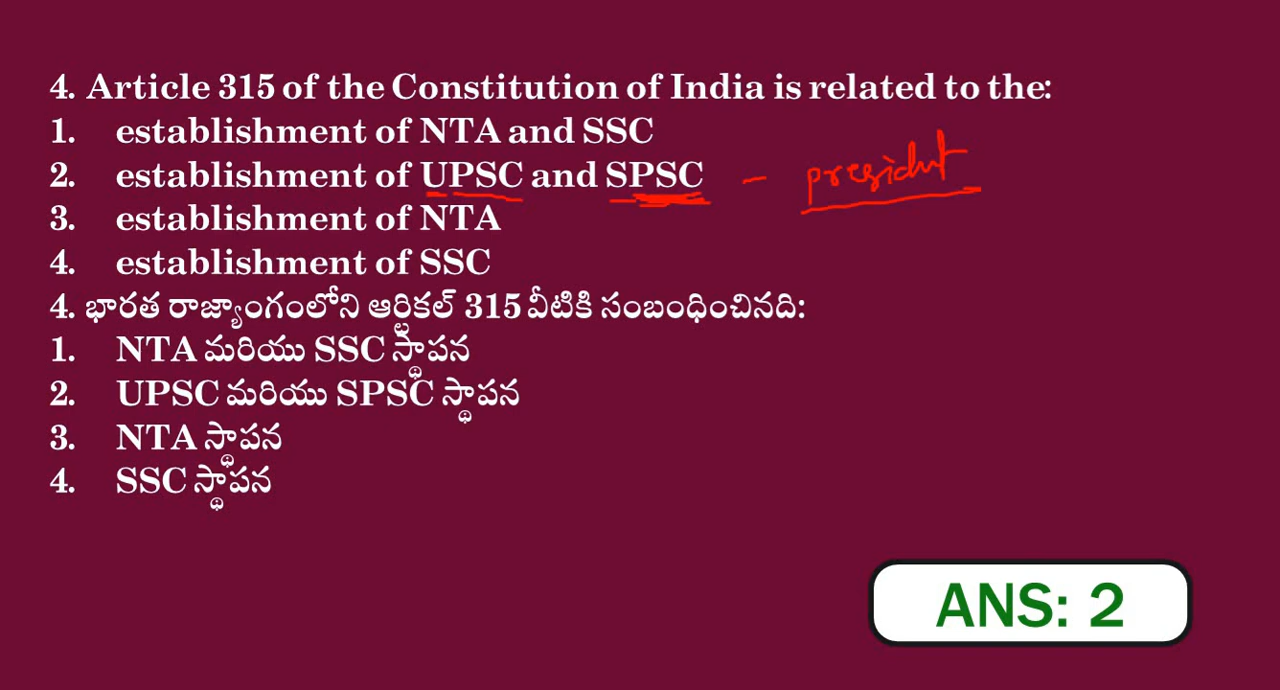 4. Article 315 of the Constitution of India is related to the:
1. establishment of NTA and SSC
2. establishment of UPSC and SPSC - president
3. establishment of NTA
4. establishment of SSC
4. భారత రాజ్యాంగంలోని ఆర్టికల్ 315 వీటికి సంబంధించినది:
1. NTA మరియు SSC స్థాపన
2. UPSC మరియు SPSC స్థాపన
3. NTA స్థాపన
4. SSC స్థాపన
ANS: 2